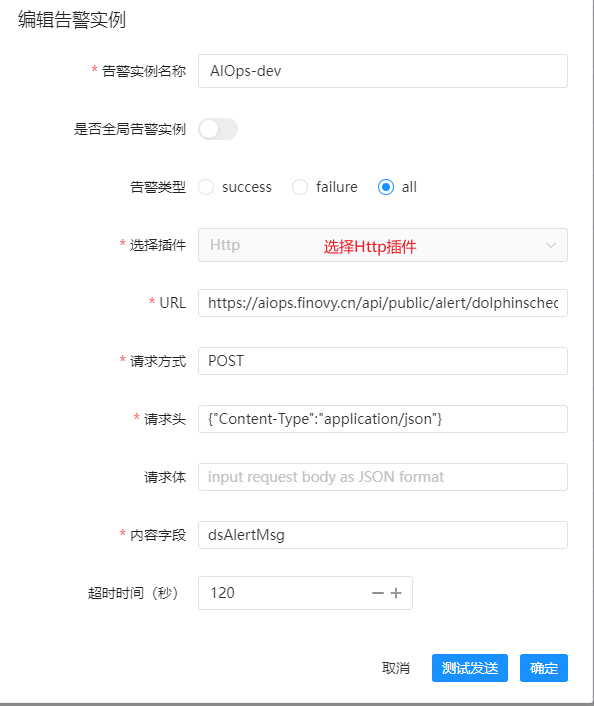 编辑告警实例
* 告警实例名称 AIOps-dev
是否全局告警实例
告警类型 success failure all
* 选择插件 Http 选择Http插件
* URL https://aiops.finovy.cn/api/public/alert/dolphinsched
* 请求方式 POST
* 请求头 {"Content-Type":"application/json"}
请求体 input request body as JSON format
* 内容字段 dsAlertMsg
超时时间（秒） 120
取消 测试发送 确定